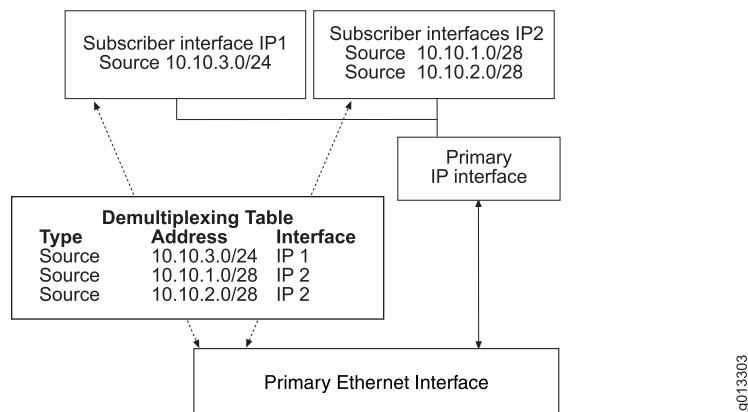 Subscriber interface IP1
Source 10.10.3.0/24
Subscriber interfaces IP2
Source 10.10.1.0/28
Source 10.10.2.0/28
Primary
IP interface
Demultiplexing Table
Type Address Interface
Source 10.10.3.0/24 IP 1
Source 10.10.1.0/28 IP 2
Source 10.10.2.0/28 IP 2
Primary Ethernet Interface
g013303